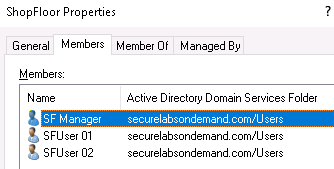 ShopFloor Properties
General Members Member Of Managed By
Members:
Name Active Directory Domain Services Folder
SF Manager securelabsondemand.com/Users
SFUser 01 securelabsondemand.com/Users
SFUser 02 securelabsondemand.com/Users